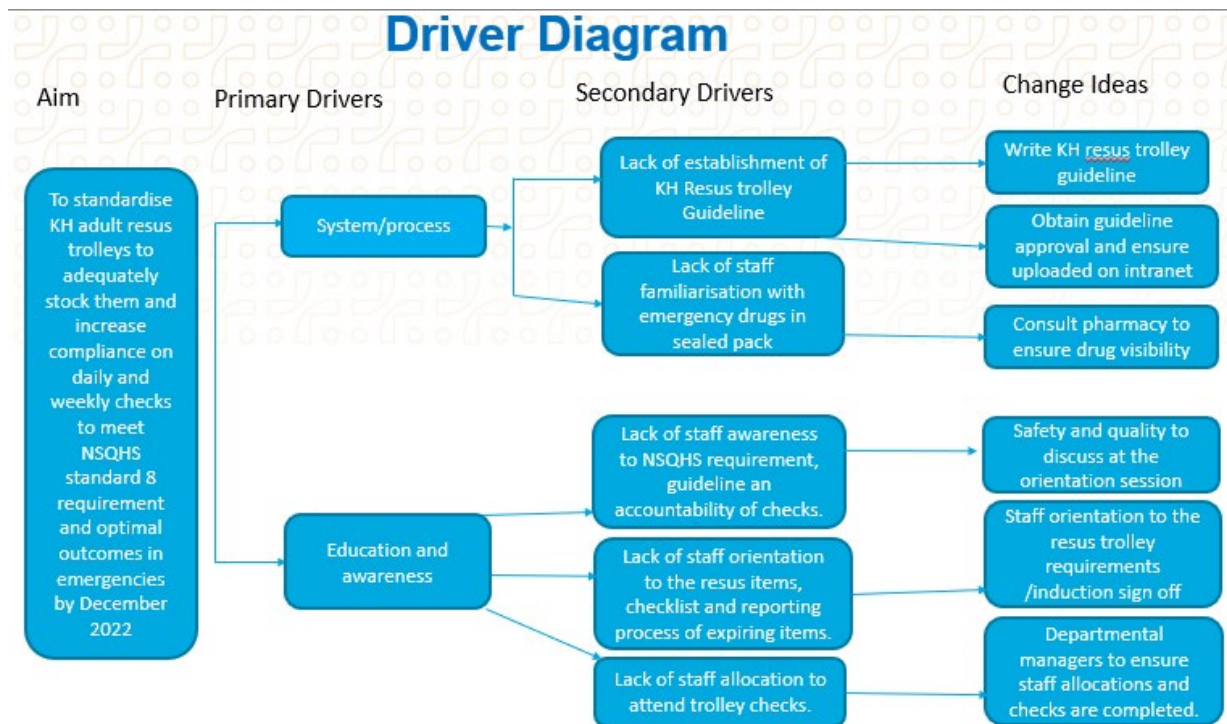 Driver Diagram
Aim
Primary Drivers
Secondary Drivers
Change Ideas
To standardise
KH adult resus
trolleys to
adequately
stock them and
increase
compliance on
daily and
weekly checks
to meet
NSQHS
standard 8
requirement
and optimal
outcomes in
emergencies
by December
2022
System/process
Education and
awareness
Lack of establishment of
KH Resus trolley
Guideline
Lack of staff
familiarisation with
emergency drugs in
sealed pack
Lack of staff awareness
to NSQHS requirement,
guideline an
accountability of checks.
Lack of staff orientation
to the resus items,
checklist and reporting
process of expiring items.
Lack of staff allocation to
attend trolley checks.
Write KH resus trolley
guideline
Obtain guideline
approval and ensure
uploaded on intranet
Consult pharmacy to
ensure drug visibility
Safety and quality to
discuss at the
orientation session
Staff orientation to the
resus trolley
requirements
/induction sign off
Departmental
managers to ensure
staff allocations and
checks are completed.